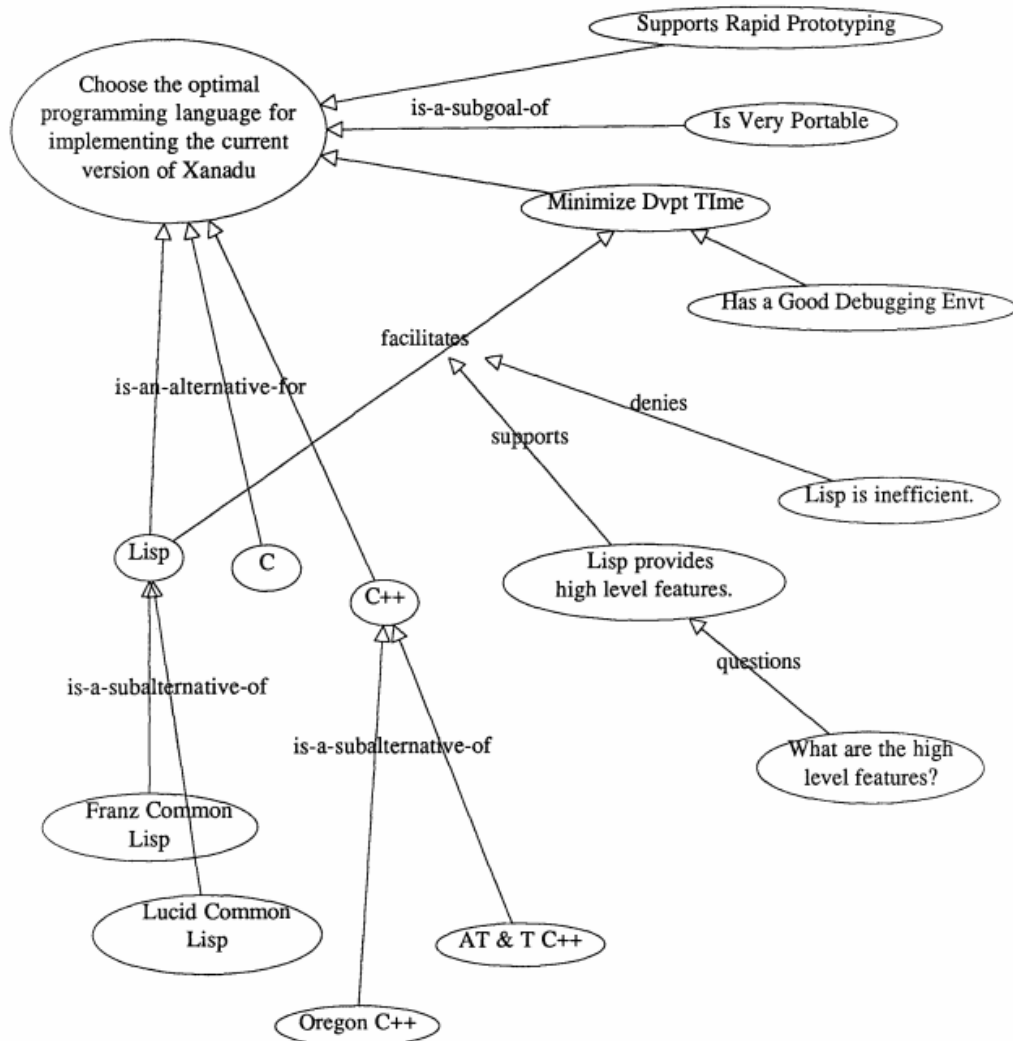 Supports Rapid Prototyping
Choose the optimal
programming language for
implementing the current
version of Xanadu
is-a-subgoal-of
Is Very Portable
Minimize Dvpt TIme
Has a Good Debugging Envt
facilitates
is-an-alternative-for
denies
supports
Lisp is inefficient.
Lisp
C
C++
Lisp provides
high level features.
questions
is-a-subalternative-of
is-a-subalternative-of
What are the high
level features?
Franz Common
Lisp
Lucid Common
Lisp
AT & T C++
Oregon C++